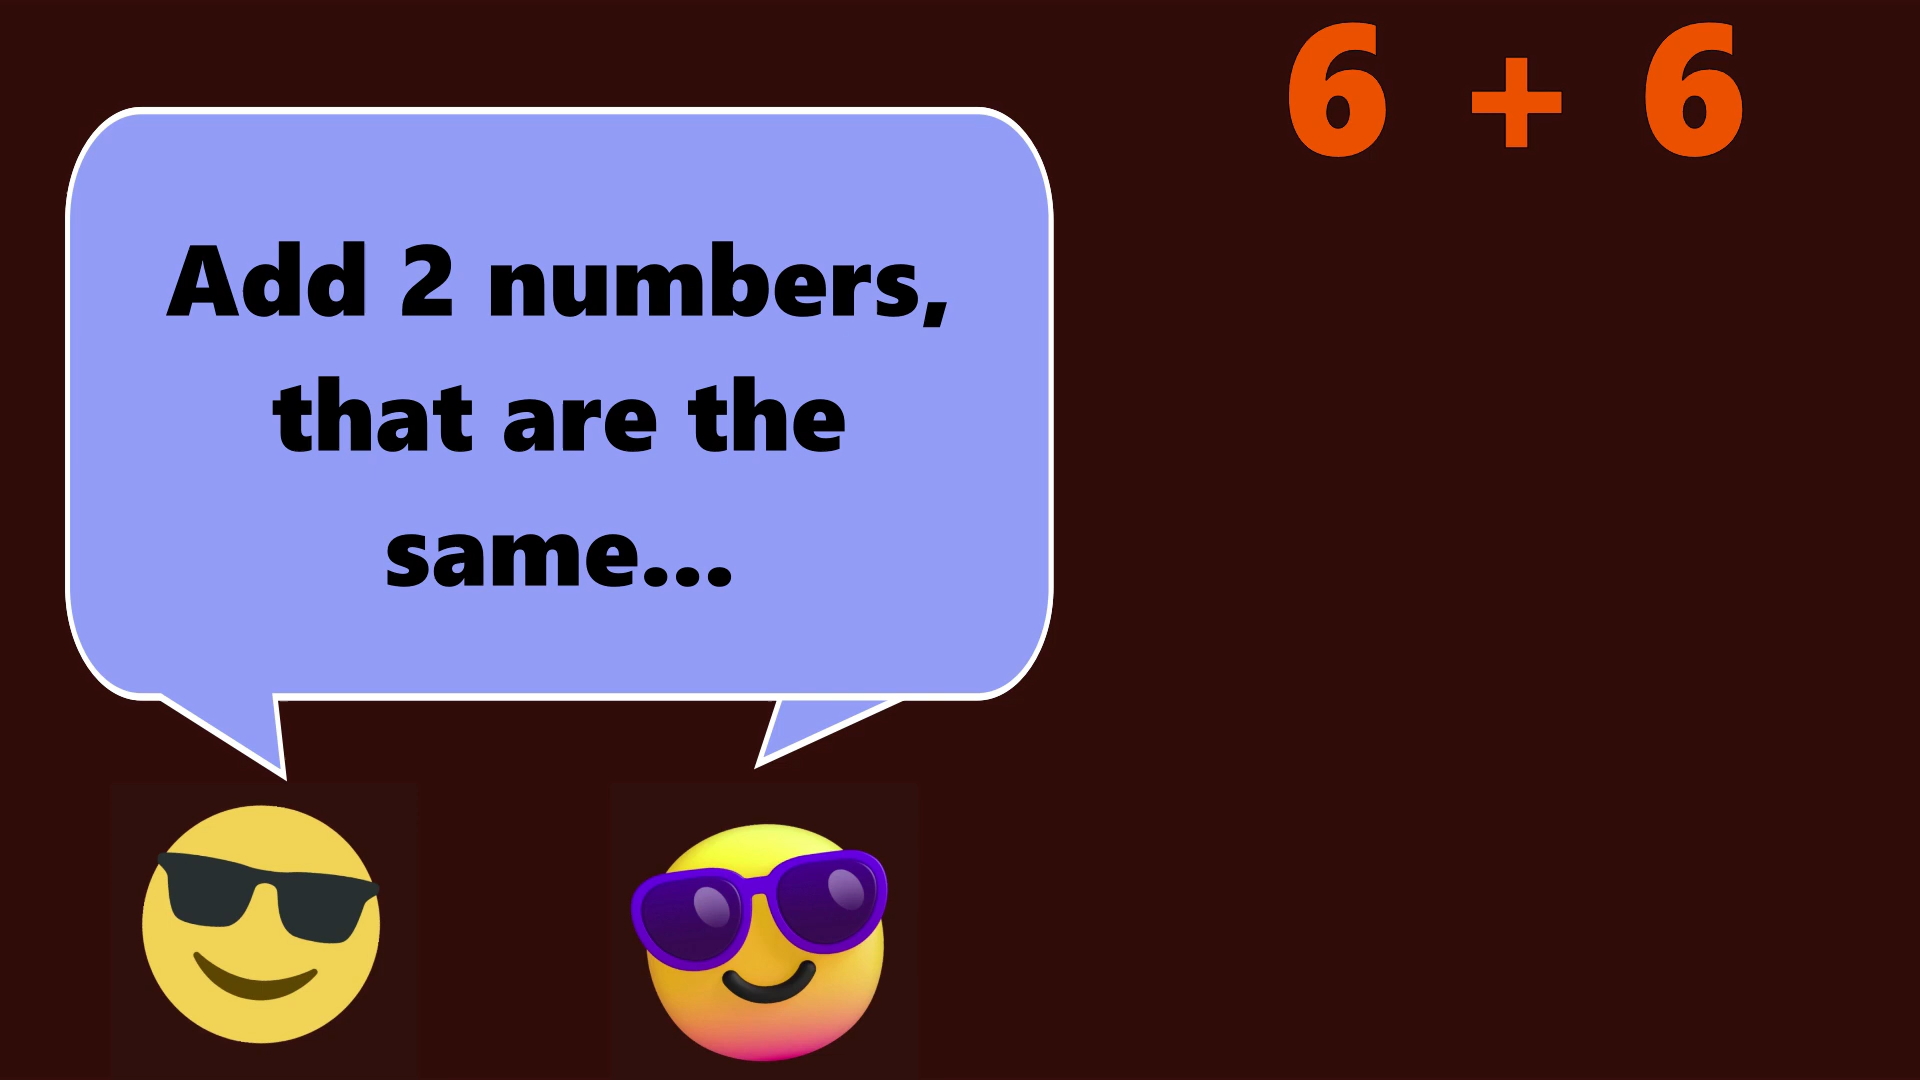 6 + 6
Add 2 numbers,
that are the
same...